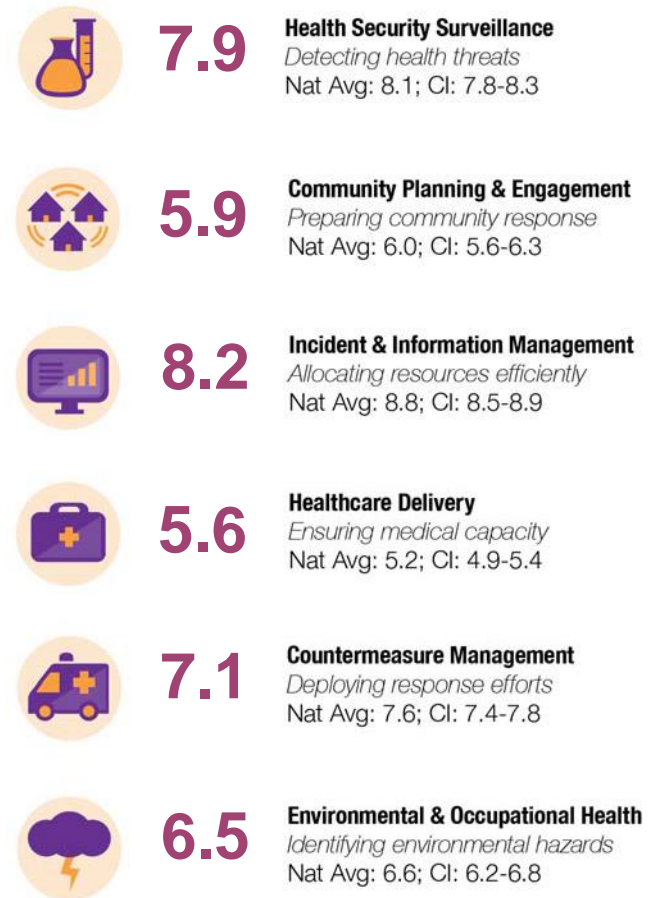 7.9
Health Security Surveillance
Detecting health threats
Nat Avg: 8.1; CI: 7.8-8.3
5.9
Community Planning & Engagement
Preparing community response
Nat Avg: 6.0; CI: 5.6-6.3
8.2
Incident & Information Management
Allocating resources efficiently
Nat Avg: 8.8; CI: 8.5-8.9
5.6
Healthcare Delivery
Ensuring medical capacity
Nat Avg: 5.2; CI: 4.9-5.4
7.1
Countermeasure Management
Deploying response efforts
Nat Avg: 7.6; CI: 7.4-7.8
6.5
Environmental & Occupational Health
Identifying environmental hazards
Nat Avg: 6.6; CI: 6.2-6.8